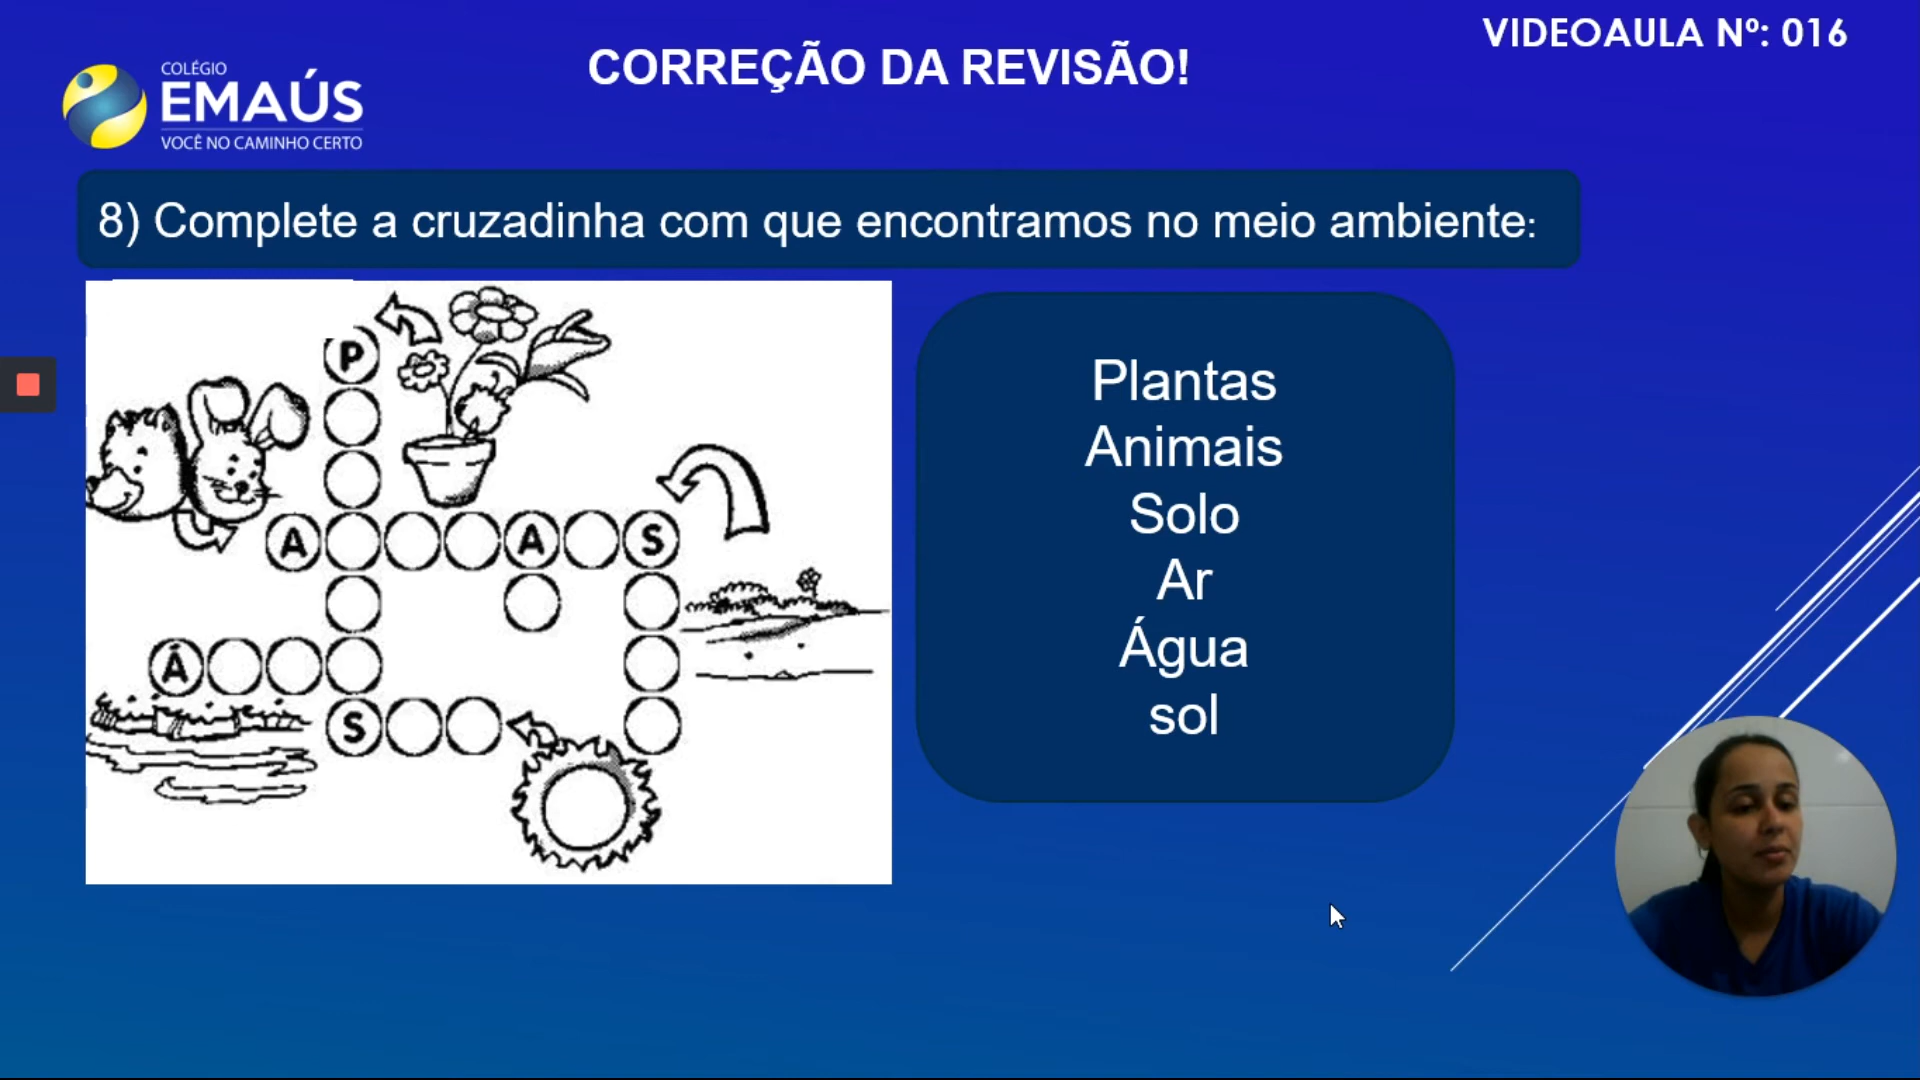 VIDEOAULA Nº: 016
CORREÇÃO DA REVISÃO!
COLÉGIO
EMAÚS
VOCÊ NO CAMINHO CERTO
8) Complete a cruzadinha com que encontramos no meio ambiente:
P
A A S
Á
S
Plantas
Animais
Solo
Ar
Água
sol